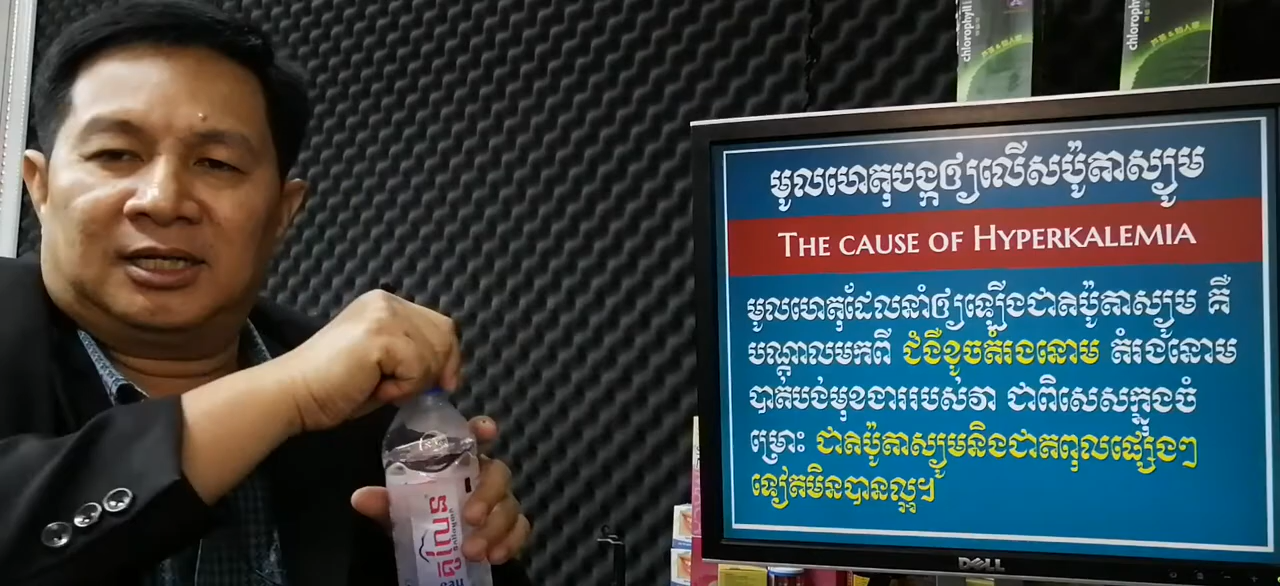 chlorophyll
chlorophyll
មូលហេតុបង្កឲ្យលើសប៉ូតាស្យូម
THE CAUSE OF HYPERKALEMIA
មូលហេតុដែលនាំឲ្យឡើងជាតិប៉ូតាស្យូម គឺ
បណ្តាលមកពី ជំងឺខូចតំរងនោម តំរងនោម
បាត់បង់មុខងាររបស់វា ជាពិសេសក្នុងចំ
ម្រោះ ជាតិប៉ូតាស្យូមនិងជាតពុលផ្សេងៗ
ទៀតមិនបានល្អ។
DELL